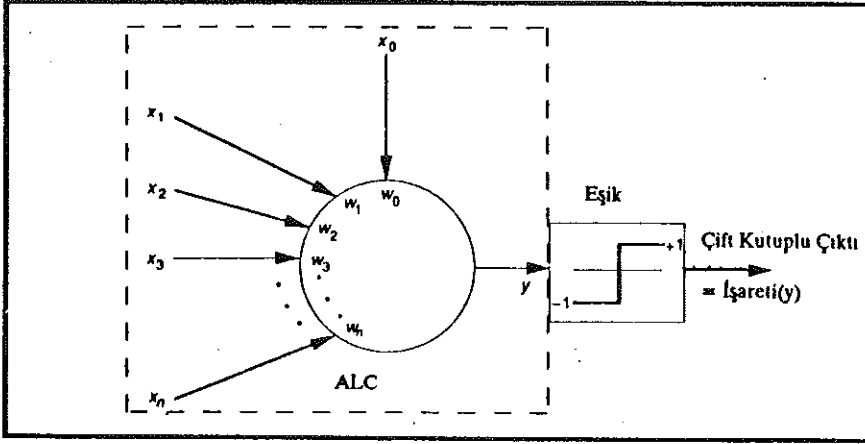 x0
x1
x2
x3
xn
w0
w1
w2
w3
wn
ALC
y
Eşik
+1
−1
Çift Kutuplu Çıktı
= İşareti(y)